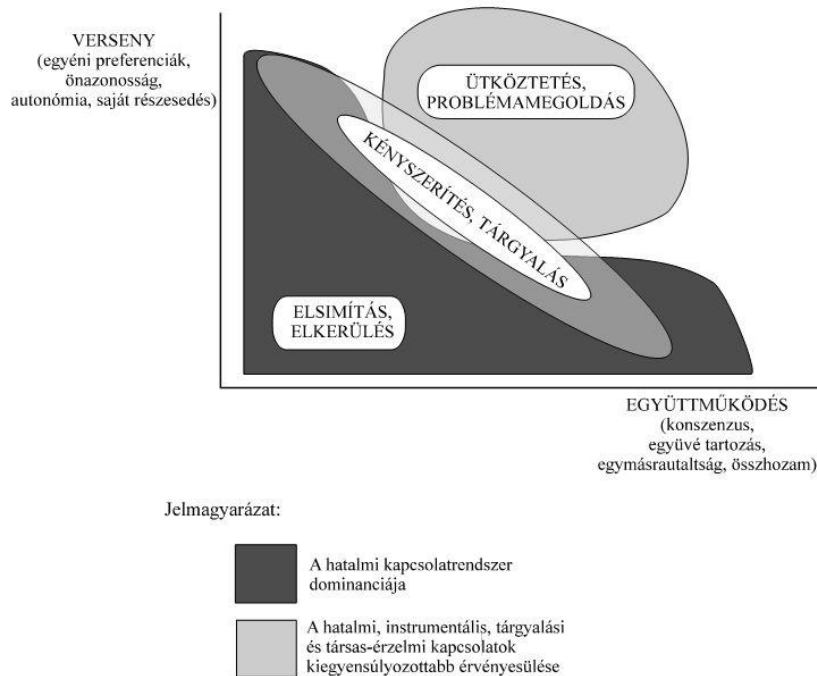 VERSENY
(egyéni preferenciák,
önazonosság,
autonómia, saját részesedés)
ÜTKÖZTETÉS,
PROBLÉMAMEGOLDÁS
KÉNYSZERÍTÉS, TÁRGYALÁS
ELSIMÍTÁS,
ELKERÜLÉS
EGYÜTTMŰKÖDÉS
(konszenzus,
együvé tartozás,
egymásrautaltság, összhozam)
Jelmagyarázat:
A hatalmi kapcsolatrendszer
dominanciája
A hatalmi, instrumentális, tárgyalási
és társas-érzelmi kapcsolatok
kiegyensúlyozottabb érvényesülése